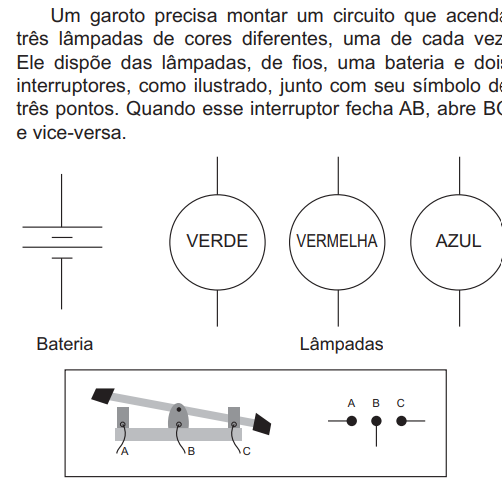 Um garoto precisa montar um circuito que acenda
três lâmpadas de cores diferentes, uma de cada vez.
Ele dispõe das lâmpadas, de fios, uma bateria e dois
interruptores, como ilustrado, junto com seu símbolo de
três pontos. Quando esse interruptor fecha AB, abre BC
e vice-versa.
VERDE VERMELHA AZUL
Bateria Lâmpadas
A B C
A B C